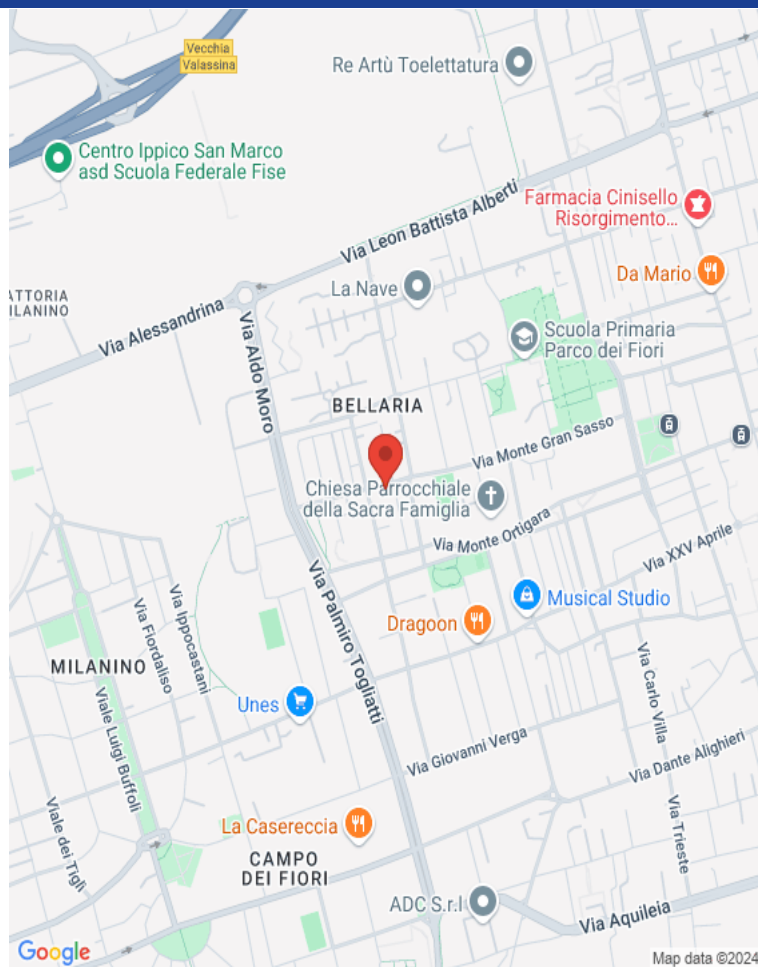 Vecchia
Valassina
Re Artù Toelettatura
Centro Ippico San Marco
asd Scuola Federale Fise
Farmacia Cinisello
Risorgimento...
Via Leon Battista Alberti
Da Mario
La Nave
ATTORIA
ILANINO
Via Alessandrina
Via Aldo Moro
Scuola Primaria
Parco dei Fiori
BELLARIA
Via Monte Gran Sasso
Chiesa Parrocchiale
della Sacra Famiglia
Via Monte Ortigara
Via XXV Aprile
Musical Studio
Via Palmiro Togliatti
Dragoon
Via Ippocastani
Via Fiordaliso
MILANINO
Viale Luigi Buffoli
Unes
Via Carlo Villa
Via Giovanni Verga
Via Dante Alighieri
Via Trieste
La Casereccia
CAMPO
DEI FIORI
Viale dei Tigli
ADC S.r.l
Via Aquileia
Google
Map data ©2024